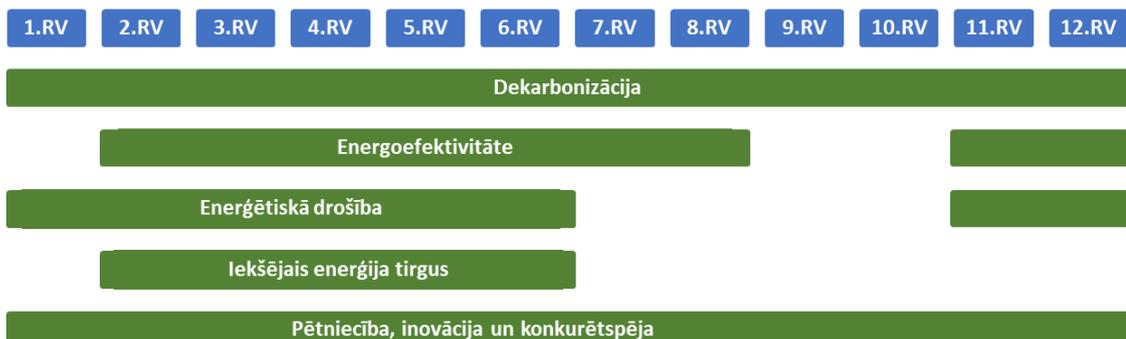 1.RV 2.RV 3.RV 4.RV 5.RV 6.RV 7.RV 8.RV 9.RV 10.RV 11.RV 12.RV
Dekarbonizācija
Energoefektivitāte
Enerģētiskā drošība
Iekšējais enerģija tirgus
Pētniecība, inovācija un konkurētspēja